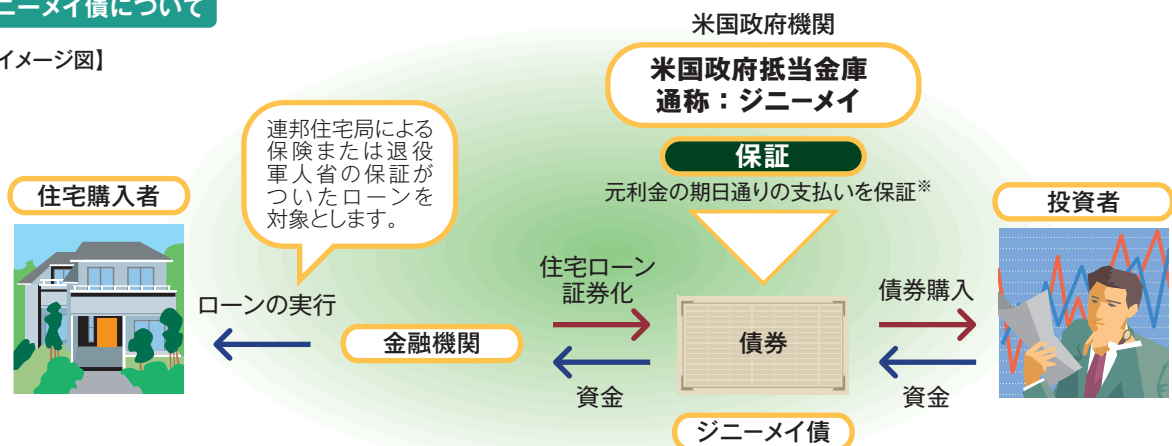 ニーメイ債について
イメージ図】
米国政府機関
米国政府抵当金庫
通称：ジニーメイ
保証
元利金の期日通りの支払いを保証※
連邦住宅局による
保険または退役
軍人省の保証が
ついたローンを
対象とします。
住宅購入者
投資者
ローンの実行
金融機関
住宅ローン
証券化
資金
債券
債券購入
資金
ジニーメイ債